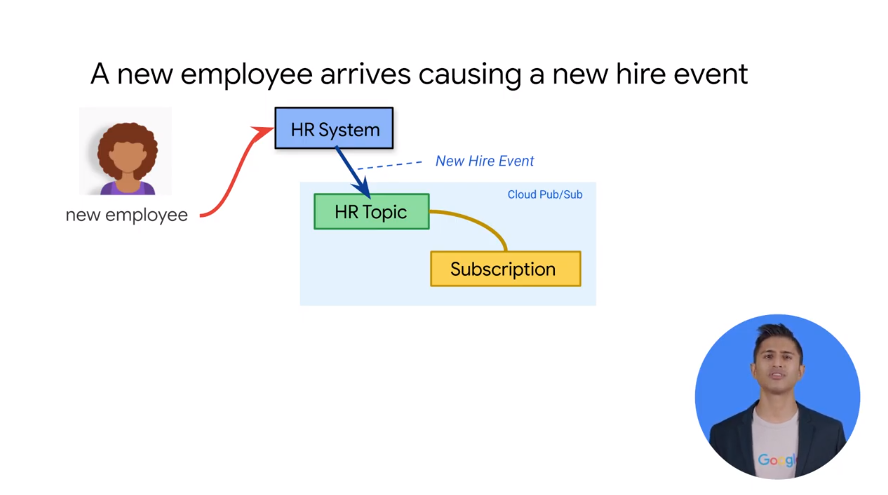 A new employee arrives causing a new hire event
HR System
New Hire Event
new employee
Cloud Pub/Sub
HR Topic
Subscription
Google